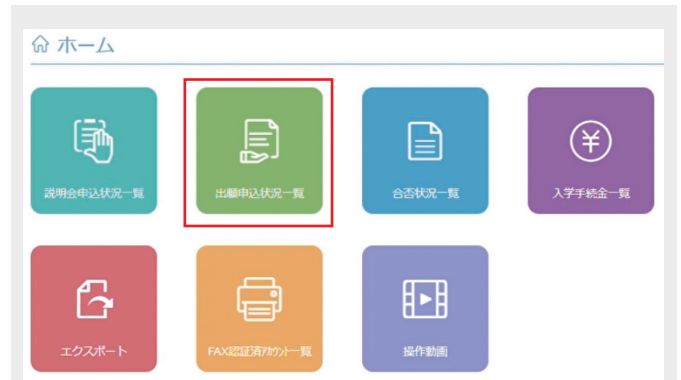 ホーム
説明会申込状況一覧
出願申込状況一覧
合否状況一覧
入学手続金一覧
エクスポート
FAX認証済ｱｶｳﾝﾄ一覧
操作動画